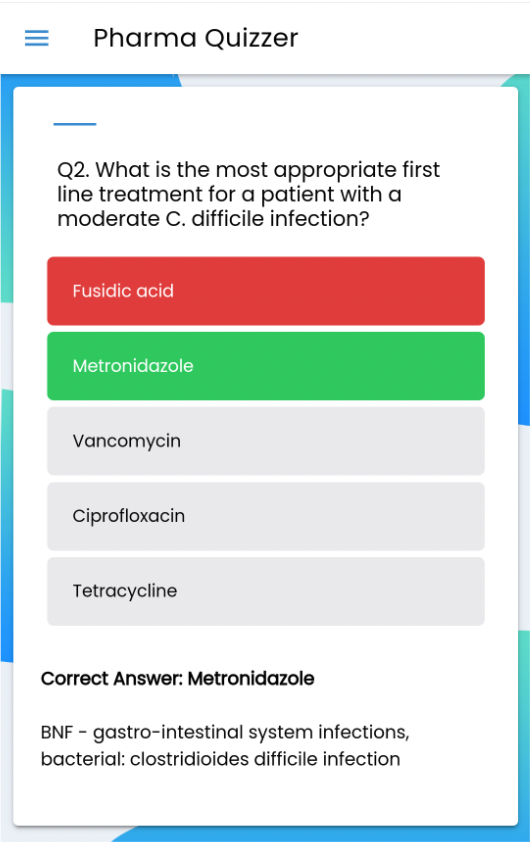 Pharma Quizzer
Q2. What is the most appropriate first
line treatment for a patient with a
moderate C. difficile infection?
Fusidic acid
Metronidazole
Vancomycin
Ciprofloxacin
Tetracycline
Correct Answer: Metronidazole
BNF - gastro-intestinal system infections,
bacterial: clostridioides difficile infection